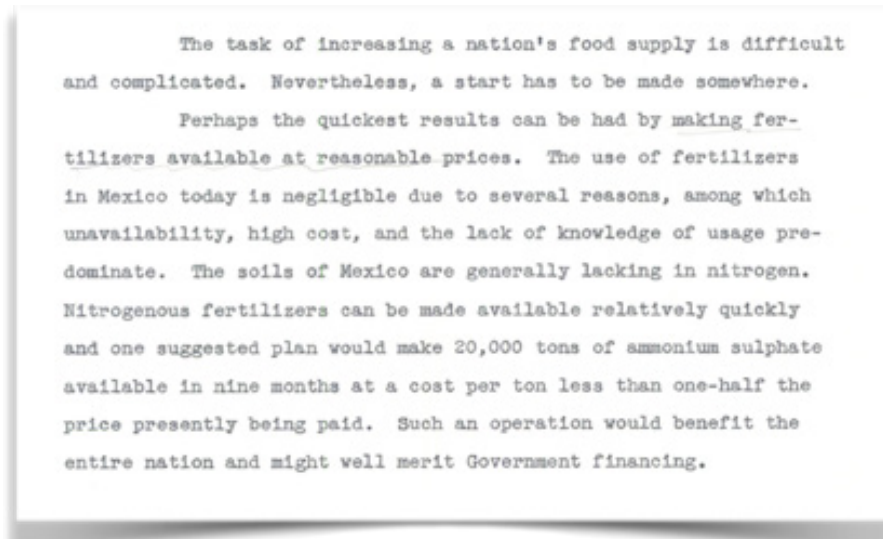 The task of increasing a nation's food supply is difficult
and complicated. Nevertheless, a start has to be made somewhere.
Perhaps the quickest results can be had by making fer-
tilizers available at reasonable prices. The use of fertilizers
in Mexico today is negligible due to several reasons, among which
unavailability, high cost, and the lack of knowledge of usage pre-
dominate. The soils of Mexico are generally lacking in nitrogen.
Nitrogenous fertilizers can be made available relatively quickly
and one suggested plan would make 20,000 tons of ammonium sulphate
available in nine months at a cost per ton less than one-half the
price presently being paid. Such an operation would benefit the
entire nation and might well merit Government financing.